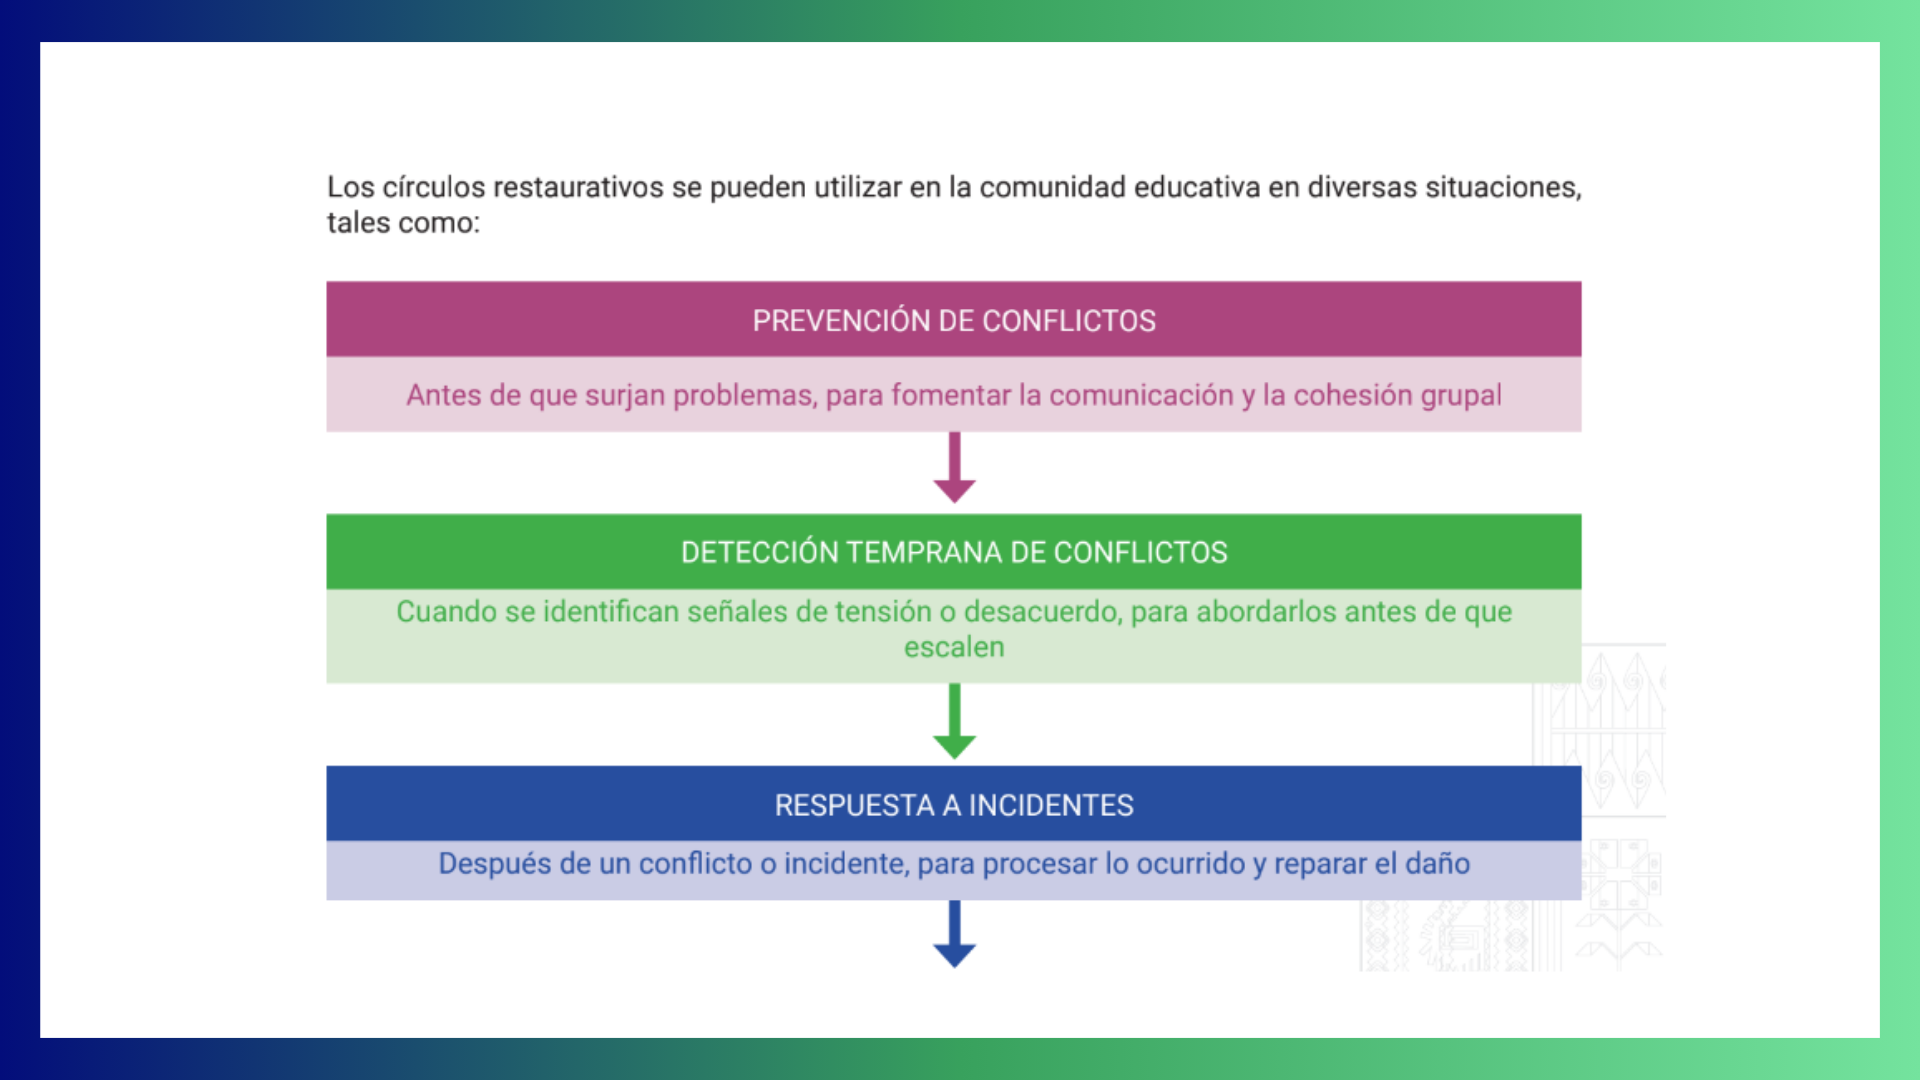 Los círculos restaurativos se pueden utilizar en la comunidad educativa en diversas situaciones,
tales como:
PREVENCIÓN DE CONFLICTOS
Antes de que surjan problemas, para fomentar la comunicación y la cohesión grupal
DETECCIÓN TEMPRANA DE CONFLICTOS
Cuando se identifican señales de tensión o desacuerdo, para abordarlos antes de que
escalen
RESPUESTA A INCIDENTES
Después de un conflicto o incidente, para procesar lo ocurrido y reparar el daño